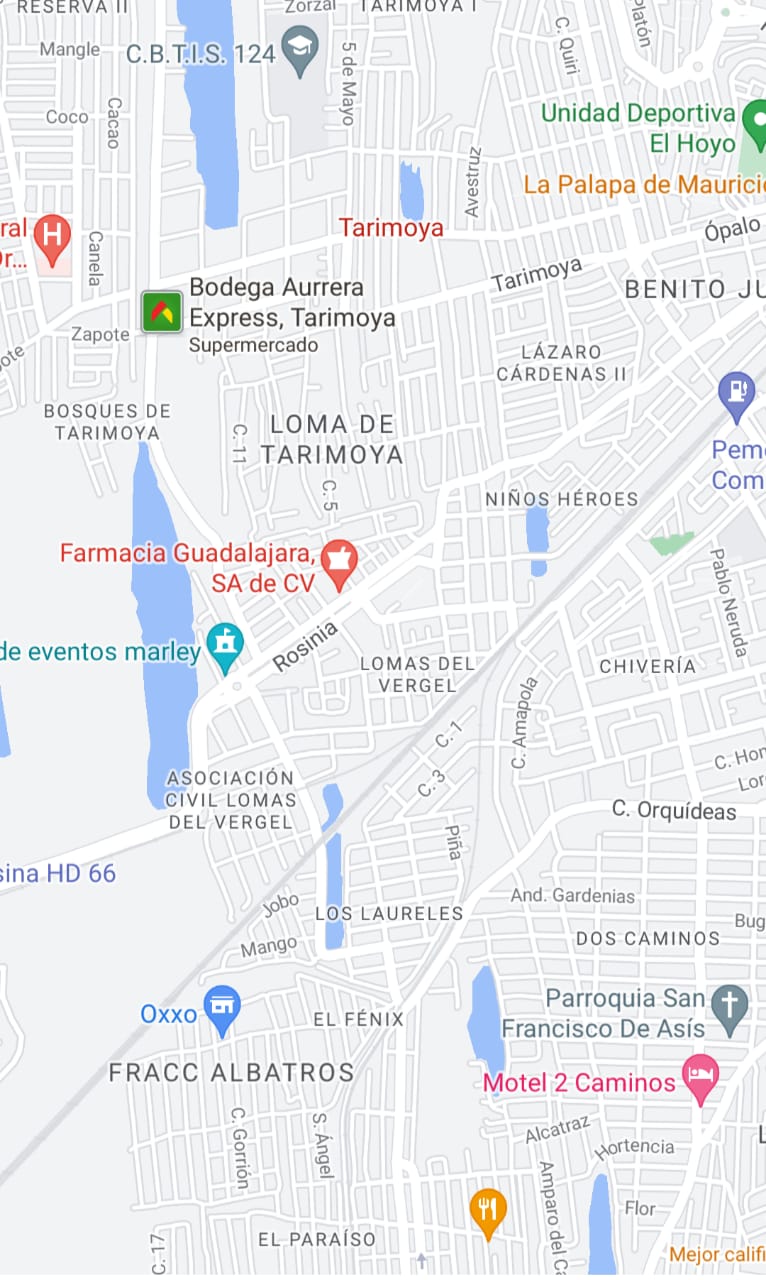 RESERVA II
Zorzal
TARIMOYA I
Platón
Mangle
C.B.T.I.S. 124
5 de Mayo
C. Quiri
Coco
Cacao
Unidad Deportiva
El Hoyo
Avestruz
La Palapa de Maurici
ral
Or...
Canela
Tarimoya
Ópalo
Tarimoya
BENITO JU
Bodega Aurrera
Express, Tarimoya
Supermercado
Zapote
ote
LÁZARO
CÁRDENAS II
BOSQUES DE
TARIMOYA
C. 11
LOMA DE
TARIMOYA
Pem
Com
C. 5
NIÑOS HÉROES
Farmacia Guadalajara,
SA de CV
Pablo Neruda
de eventos marley
Rosinia
LOMAS DEL
VERGEL
CHIVERÍA
C. Amapola
C. 1
C. Hon
C. 3
Lor
ASOCIACIÓN
CIVIL LOMAS
DEL VERGEL
C. Orquídeas
Piña
sina HD 66
And. Gardenias
Jobo
LOS LAURELES
Bug
Mango
DOS CAMINOS
Oxxo
EL FÉNIX
Parroquia San
Francisco De Asís
FRACC ALBATROS
Motel 2 Caminos
C. Gorrión
S. Ángel
Alcatraz
Hortencia
L
Amparo del Ca
Flor
C. 17
EL PARAÍSO
Mejor califi